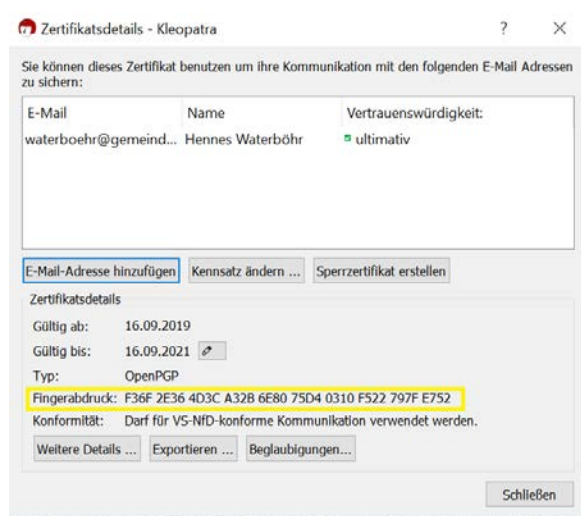 Zertifikatsdetails - Kleopatra ? ×
Sie können dieses Zertifikat benutzen um ihre Kommunikation mit den folgenden E-Mail Adressen
zu sichern:
E-Mail Name Vertrauenswürdigkeit:
waterboehr@gemeind... Hennes Waterböhr ultimativ
E-Mail-Adresse hinzufügen Kennsatz ändern ... Sperrzertifikat erstellen
Zertifikatsdetails
Gültig ab: 16.09.2019
Gültig bis: 16.09.2021
Typ: OpenPGP
Fingerabdruck: F36F 2E36 4D3C A32B 6E80 75D4 0310 F522 797F E752
Konformität: Darf für VS-NfD-konforme Kommunikation verwendet werden.
Weitere Details ... Exportieren ... Beglaubigungen...
Schließen